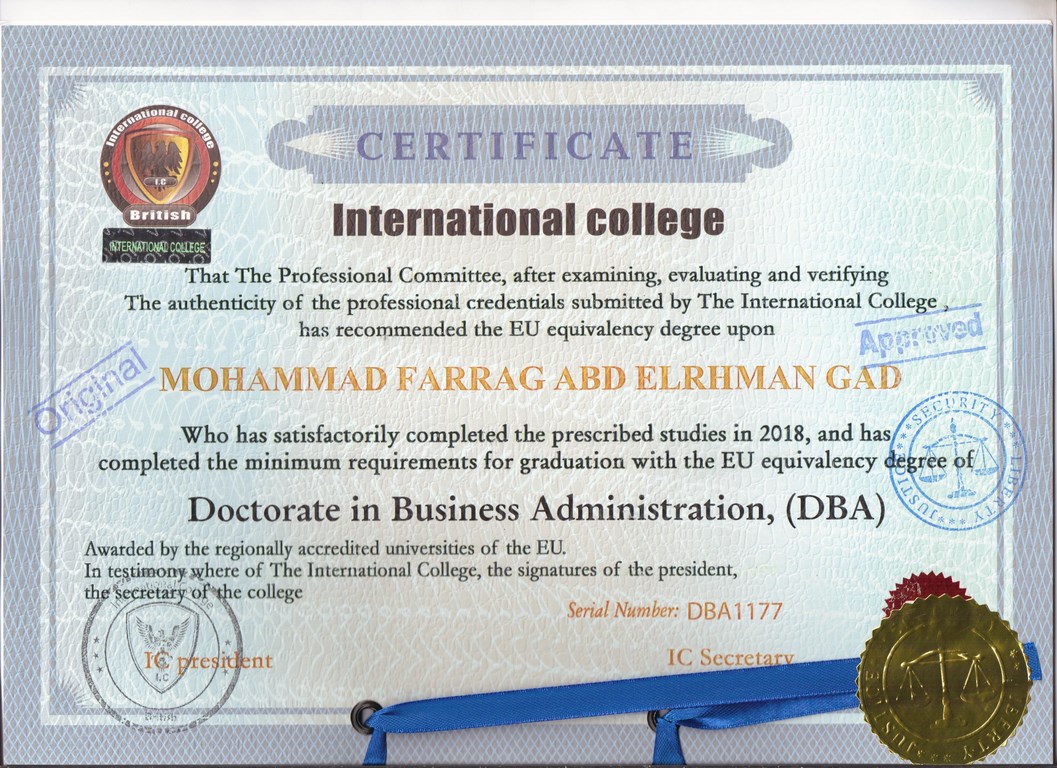 International college
I.C
British
INTERNATIONAL COLLEGE
CERTIFICATE
International college
That The Professional Committee, after examining, evaluating and verifying
The authenticity of the professional credentials submitted by The International College ,
has recommended the EU equivalency degree upon
Approved
Original
MOHAMMAD FARRAG ABD ELRHMAN GAD
Who has satisfactorily completed the prescribed studies in 2018, and has
completed the minimum requirements for graduation with the EU equivalency degree of
SECURITY
LIBERTY
JUSTICE
Doctorate in Business Administration, (DBA)
Awarded by the regionally accredited universities of the EU.
In testimony where of The International College, the signatures of the president,
the secretary of the college
Serial Number: DBA1177
IC president
I.C
IC Secretary
JUSTICE